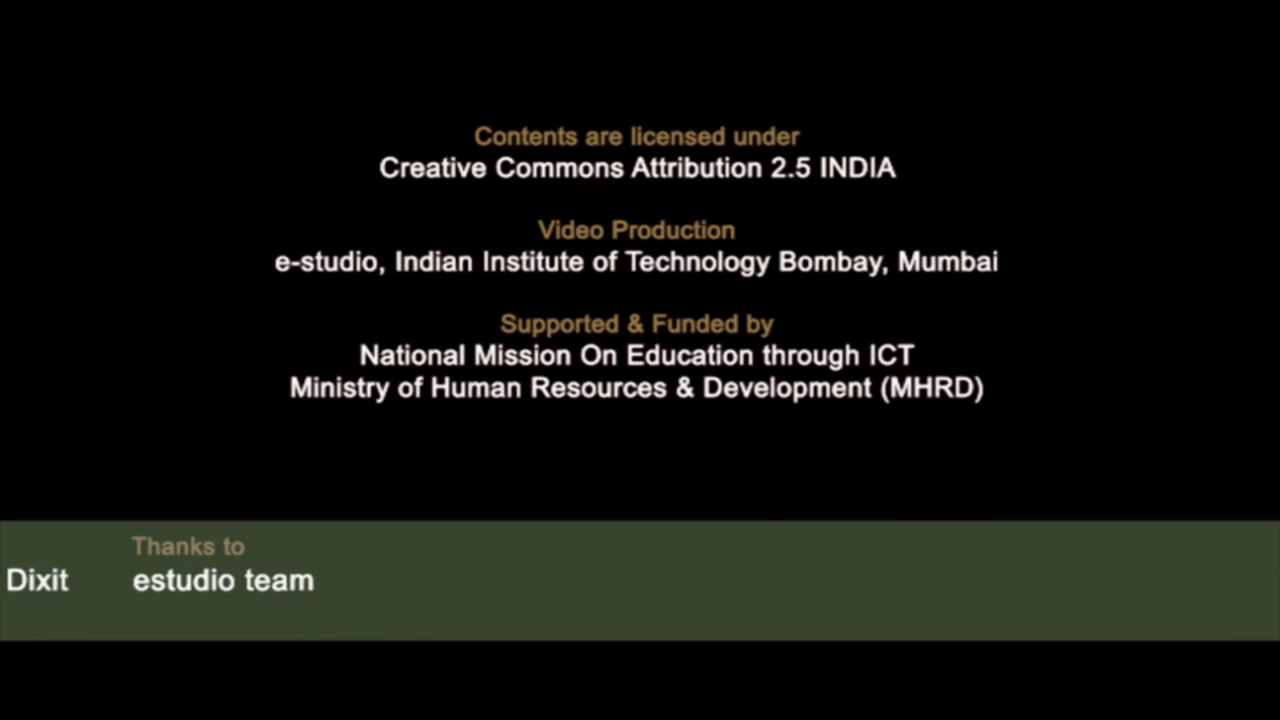 Contents are licensed under
Creative Commons Attribution 2.5 INDIA
Video Production
e-studio, Indian Institute of Technology Bombay, Mumbai
Supported & Funded by
National Mission On Education through ICT
Ministry of Human Resources & Development (MHRD)
Thanks to
Dixit estudio team